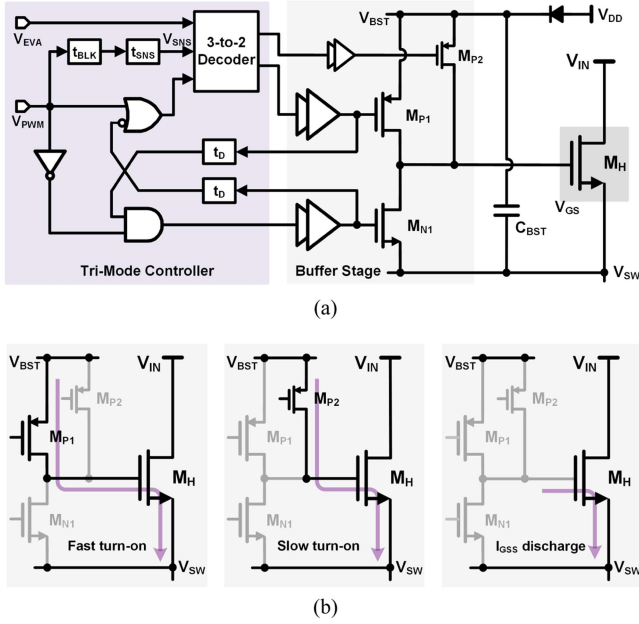 V_EVA
t_BLK
t_SNS
V_SNS
3-to-2
Decoder
V_PWM
t_D
t_D
Tri-Mode Controller
V_BST
V_DD
M_P2
M_P1
M_N1
Buffer Stage
V_IN
M_H
V_GS
C_BST
V_SW
(a)
V_BST
V_IN
M_P2
M_P1
M_H
M_N1
Fast turn-on
V_SW
V_BST
V_IN
M_P2
M_P1
M_H
M_N1
Slow turn-on
V_SW
V_BST
V_IN
M_P2
M_P1
M_H
M_N1
I_GSS discharge
V_SW
(b)